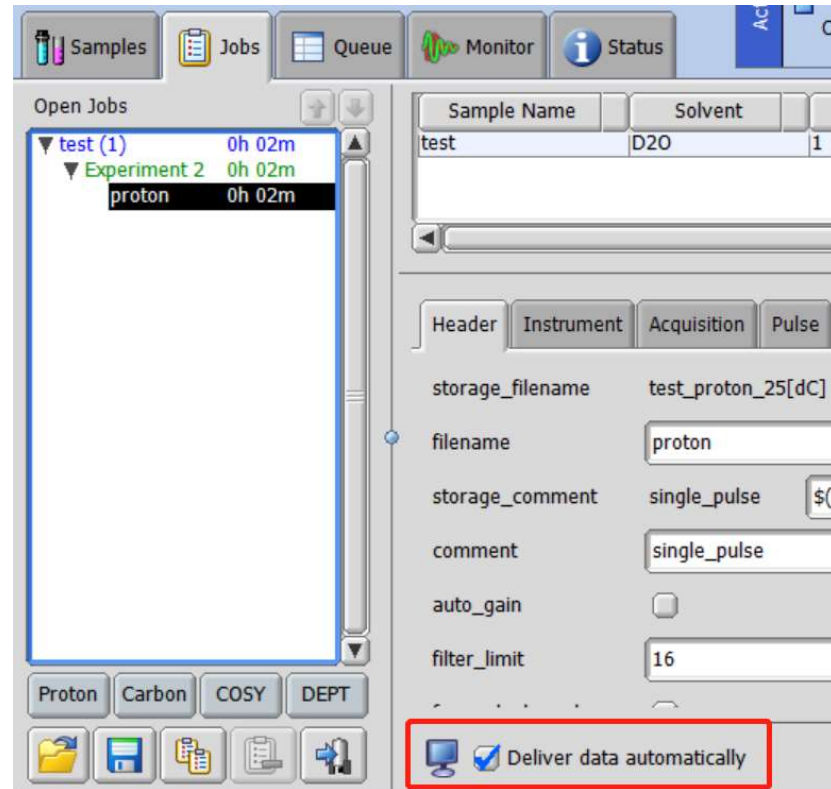 Samples Jobs Queue Monitor Status
Open Jobs
test (1) 0h 02m
Experiment 2 0h 02m
proton 0h 02m
Sample Name Solvent
test D2O 1
Header Instrument Acquisition Pulse
storage_filename test_proton_25[dC]
filename proton
storage_comment single_pulse $(
comment single_pulse
auto_gain
filter_limit 16
Proton Carbon COSY DEPT
Deliver data automatically